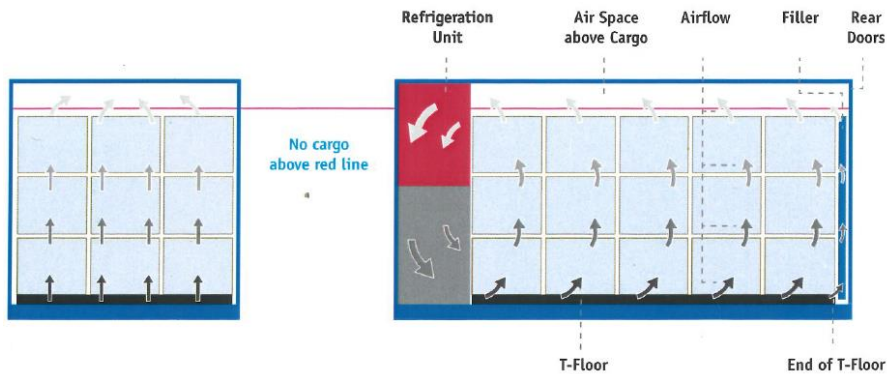 Refrigeration
Unit
Air Space
above Cargo
Airflow
Filler
Rear
Doors
No cargo
above red line
T-Floor
End of T-Floor